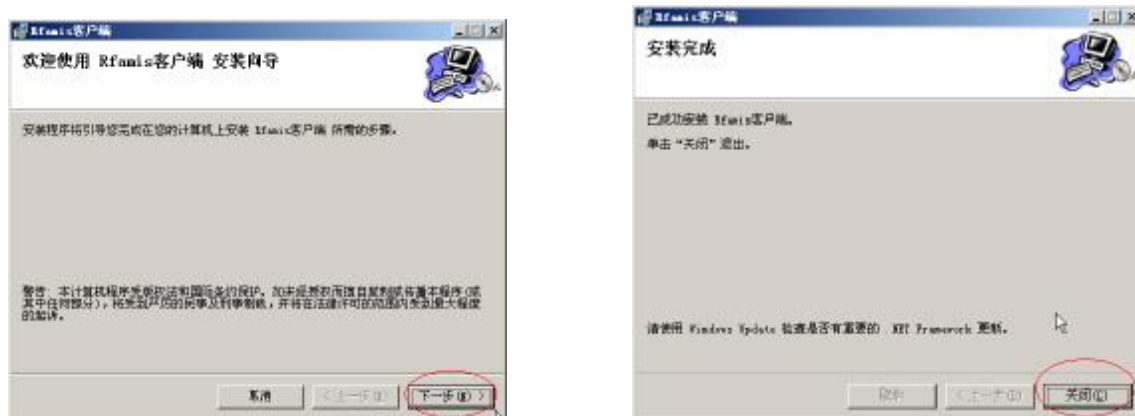 Rfamis客户端
欢迎使用 Rfamis客户端 安装向导
安装程序将引导您完成在您的计算机上安装 Rfamis客户端 所需的步骤。
警告: 本计算机程序受版权法和国际条约保护。如未经授权而擅自复制或传播本程序(或
其中任何部分),将受到严厉的民事及刑事制裁,并将在法律许可的范围内受到最大程度
的起诉。
取消
<上一步(B)
下一步(N) >
Rfamis客户端
安装完成
已成功安装 Rfamis客户端。
单击“关闭”退出。
请使用 Windows Update 检查是否有重要的 .NET Framework 更新。
取消
<上一步(B)
关闭(C)